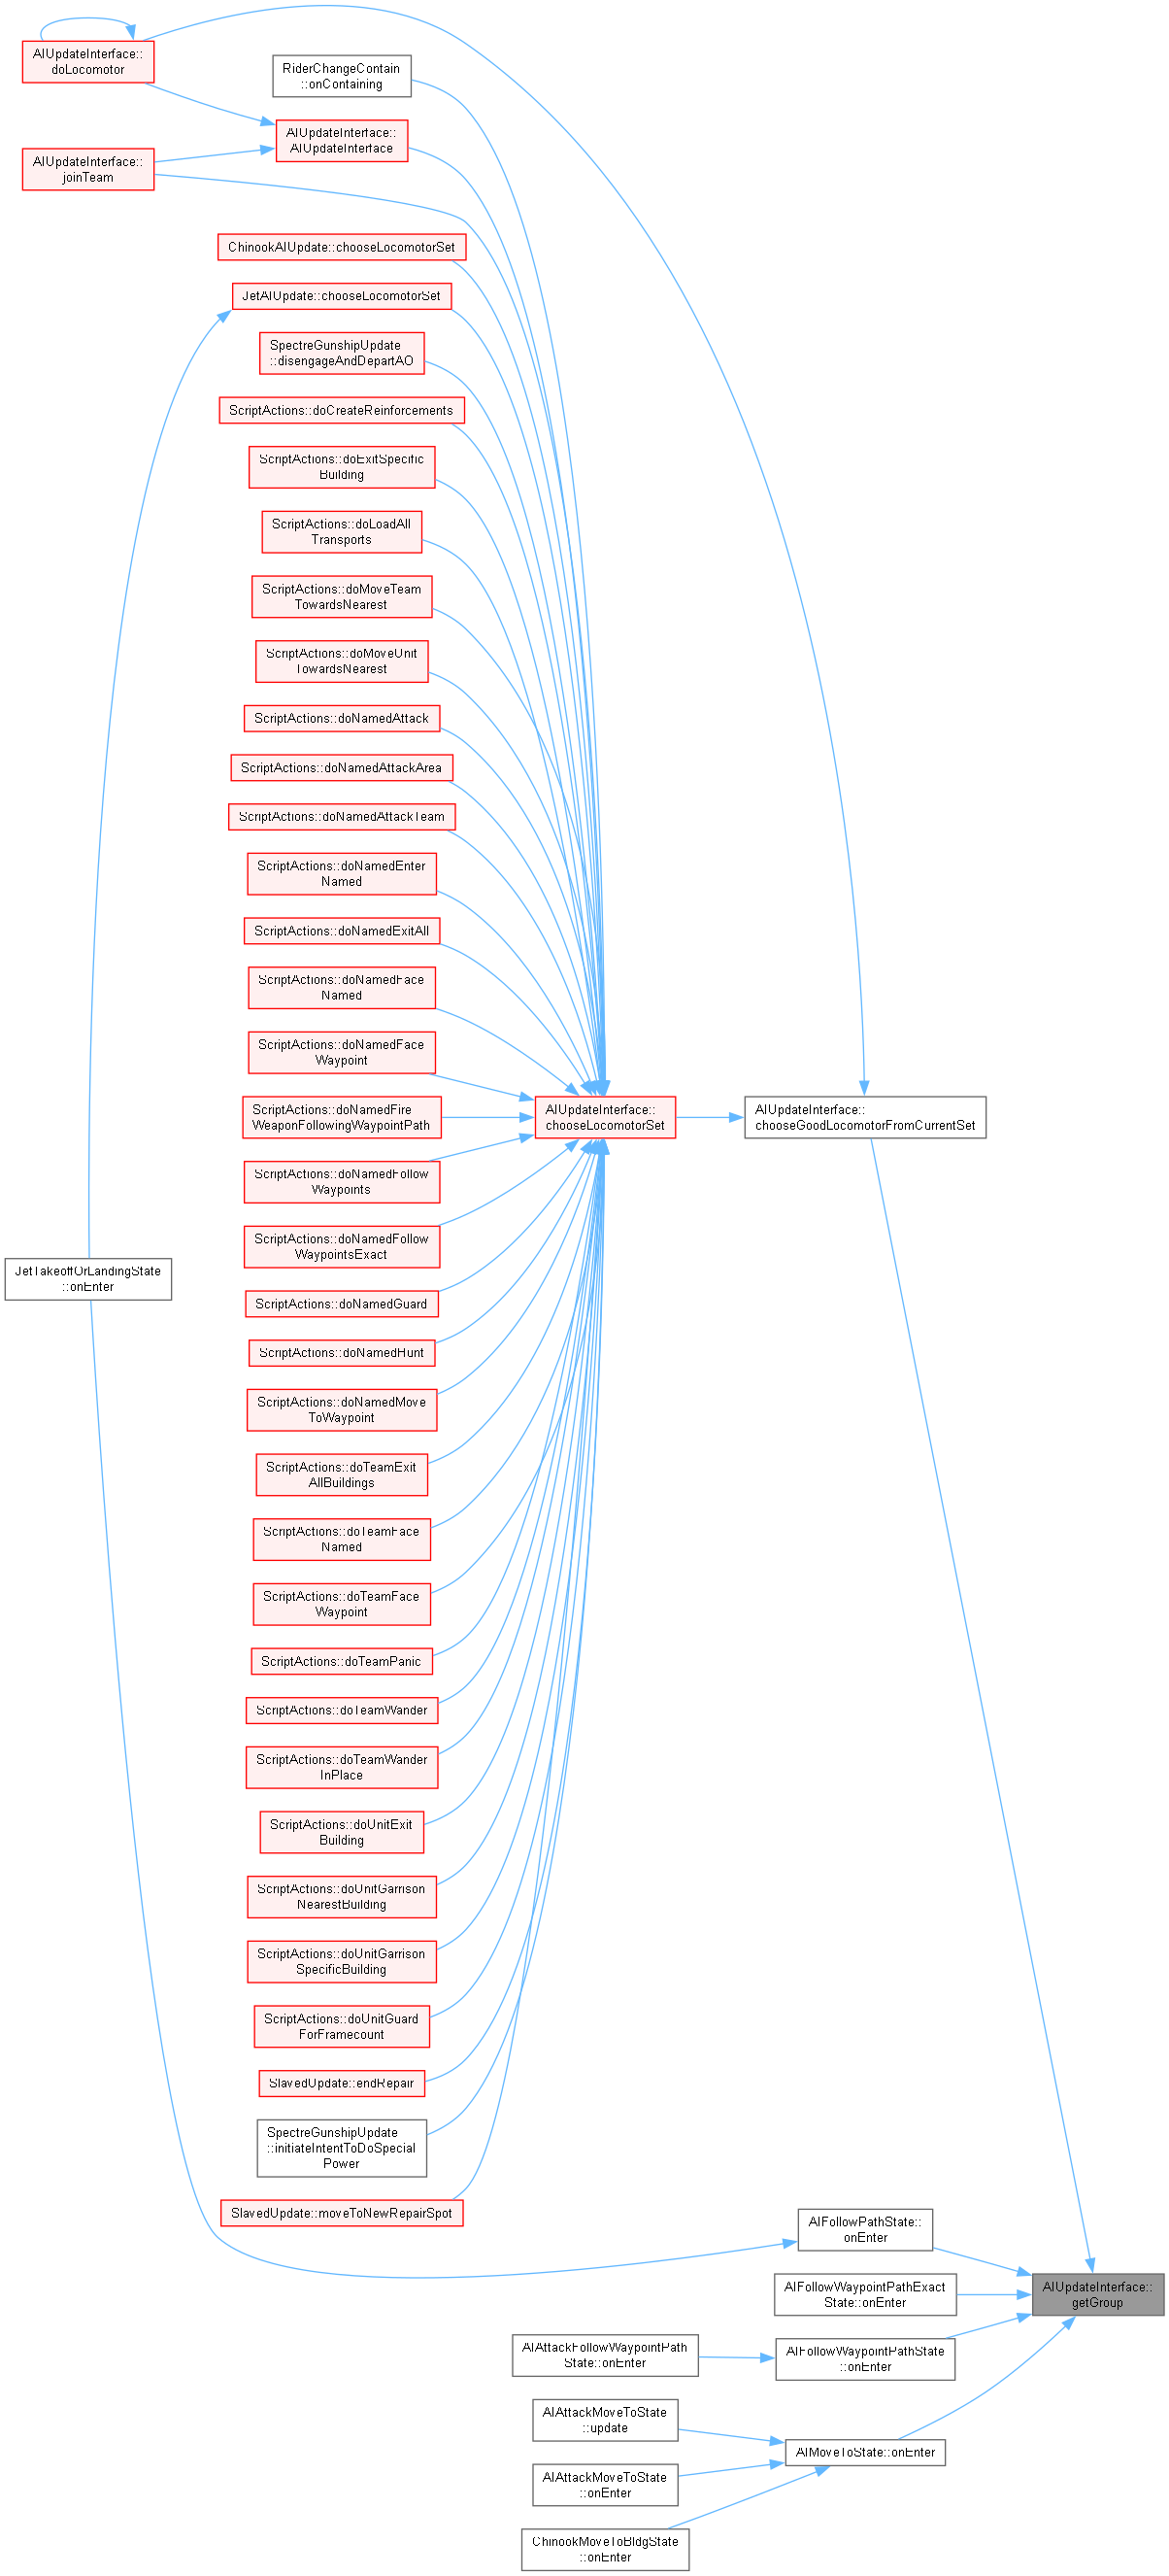 AIUpdateInterface::
doLocomotor
RiderChangeContain
::onContaining
AIUpdateInterface::
AIUpdateInterface
AIUpdateInterface::
joinTeam
ChinookAIUpdate::chooseLocomotorSet
JetAIUpdate::chooseLocomotorSet
SpectreGunshipUpdate
::disengageAndDepartAO
ScriptActions::doCreateReinforcements
ScriptActions::doExitSpecific
Building
ScriptActions::doLoadAll
Transports
ScriptActions::doMoveTeam
TowardsNearest
ScriptActions::doMoveUnit
TowardsNearest
ScriptActions::doNamedAttack
ScriptActions::doNamedAttackArea
ScriptActions::doNamedAttackTeam
ScriptActions::doNamedEnter
Named
ScriptActions::doNamedExitAll
ScriptActions::doNamedFace
Named
ScriptActions::doNamedFace
Waypoint
ScriptActions::doNamedFire
WeaponFollowingWaypointPath
AIUpdateInterface::
chooseLocomotorSet
AIUpdateInterface::
chooseGoodLocomotorFromCurrentSet
ScriptActions::doNamedFollow
Waypoints
ScriptActions::doNamedFollow
WaypointsExact
JetTakeoffOrLandingState
::onEnter
ScriptActions::doNamedGuard
ScriptActions::doNamedHunt
ScriptActions::doNamedMove
ToWaypoint
ScriptActions::doTeamExit
AllBuildings
ScriptActions::doTeamFace
Named
ScriptActions::doTeamFace
Waypoint
ScriptActions::doTeamPanic
ScriptActions::doTeamWander
ScriptActions::doTeamWander
InPlace
ScriptActions::doUnitExit
Building
ScriptActions::doUnitGarrison
NearestBuilding
ScriptActions::doUnitGarrison
SpecificBuilding
ScriptActions::doUnitGuard
ForFramecount
SlavedUpdate::endRepair
SpectreGunshipUpdate
::initiateIntentToDoSpecial
Power
SlavedUpdate::moveToNewRepairSpot
AIFollowPathState::
onEnter
AIFollowWaypointPathExact
State::onEnter
AIUpdateInterface::
getGroup
AIAttackFollowWaypointPath
State::onEnter
AIFollowWaypointPathState
::onEnter
AIAttackMoveToState
::update
AIMoveToState::onEnter
AIAttackMoveToState
::onEnter
ChinookMoveToBldgState
::onEnter